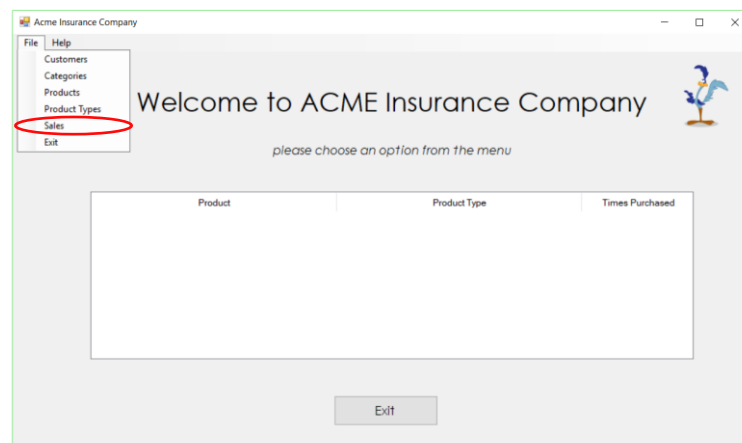 Acme Insurance Company
File Help
Customers
Categories
Products
Product Types
Sales
Exit
Welcome to ACME Insurance Company
please choose an option from the menu
Product Product Type Times Purchased
Exit